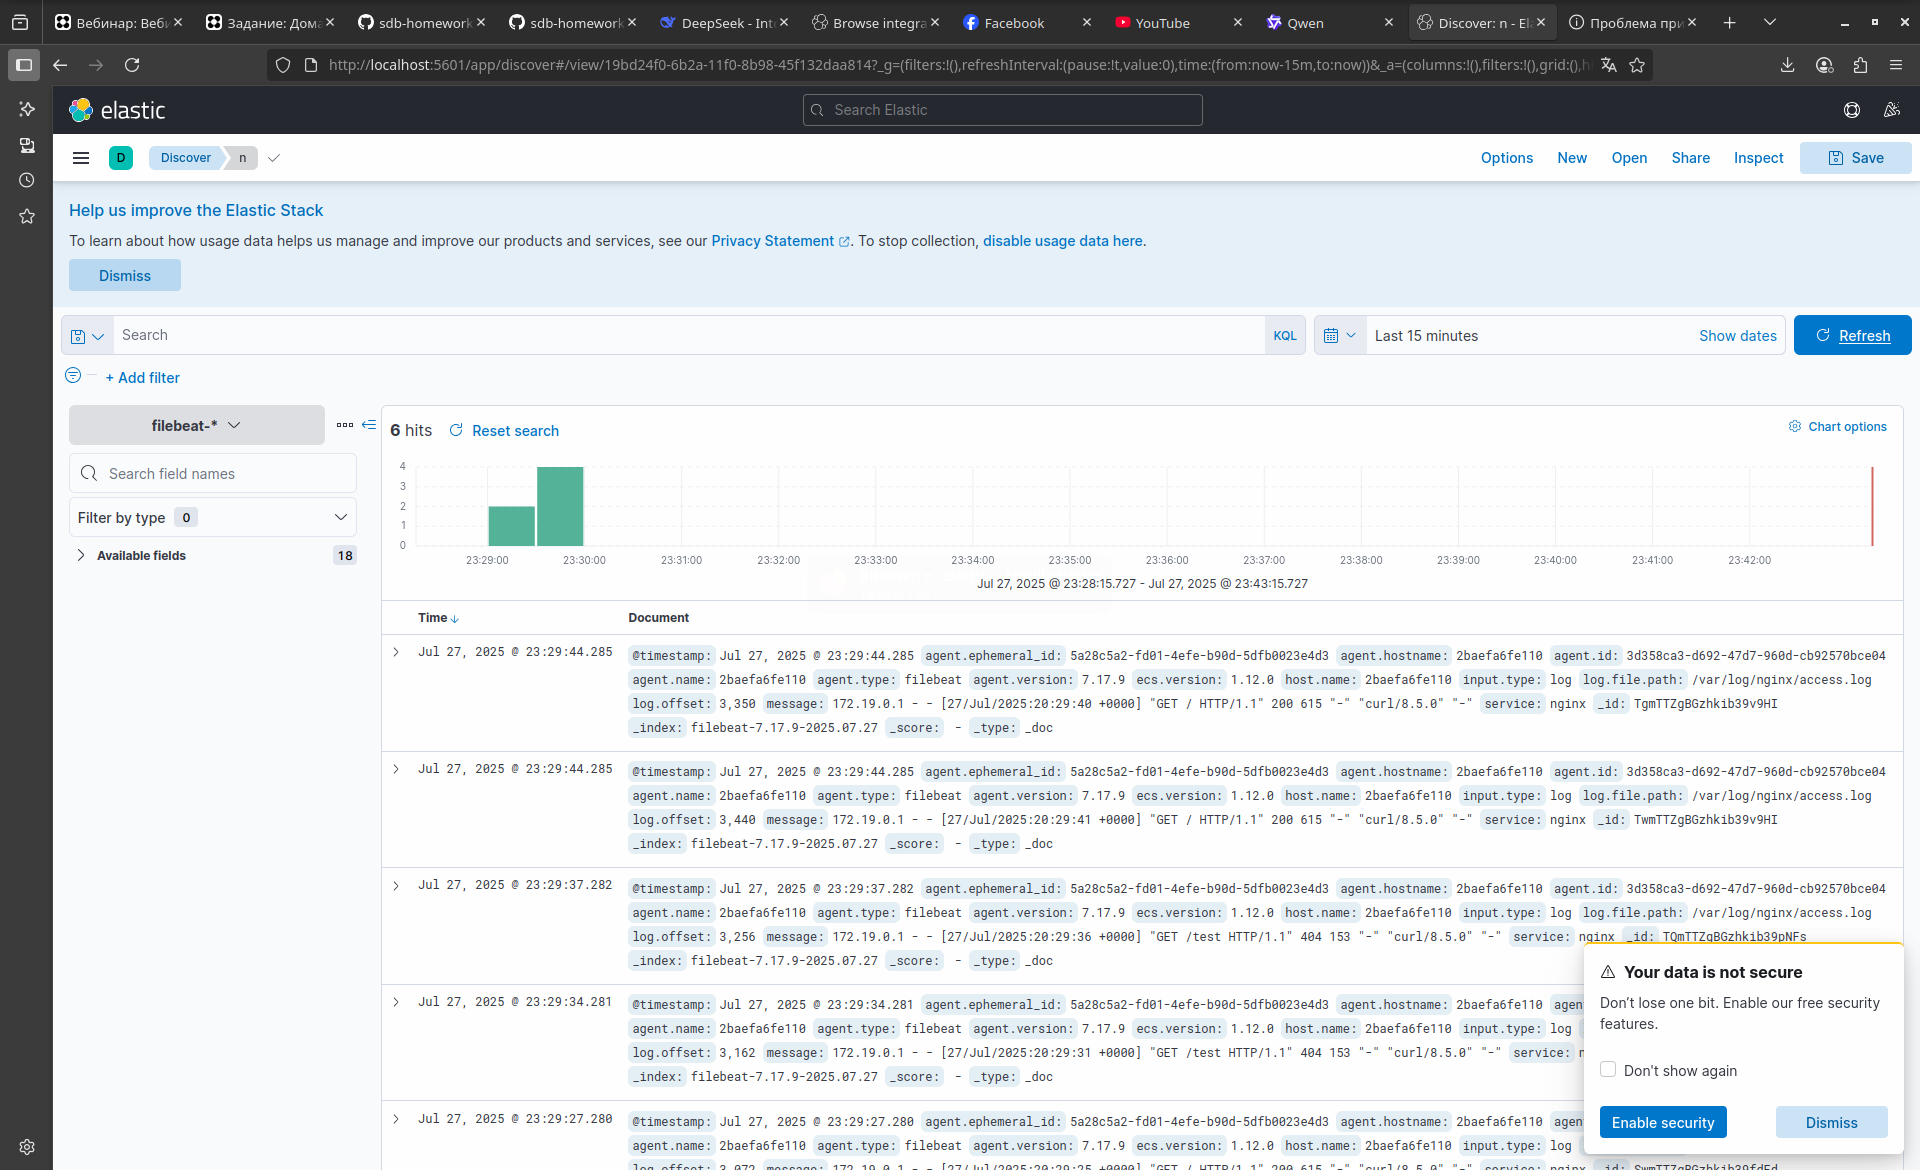 Вебинар: Веб
Задание: Дома
sdb-homework
sdb-homework
DeepSeek - Int
Browse integra
Facebook
YouTube
Qwen
Discover: n - El
Проблема при
http://localhost:5601/app/discover#/view/19bd24f0-6b2a-11f0-8b98-45f132daa814?_g=(filters:!(),refreshInterval:(pause:!t,value:0),time:(from:now-15m,to:now))&_a=(columns:!(),filters:!(),grid:(),h
elastic
Search Elastic
D
Discover
n
Options
New
Open
Share
Inspect
Save
Help us improve the Elastic Stack
To learn about how usage data helps us manage and improve our products and services, see our Privacy Statement. To stop collection, disable usage data here.
Dismiss
Search
KQL
Last 15 minutes
Show dates
Refresh
+ Add filter
filebeat-*
Search field names
Filter by type 0
Available fields 18
6 hits
Reset search
Chart options
4
3
2
1
0
23:29:00 23:30:00 23:31:00 23:32:00 23:33:00 23:34:00 23:35:00 23:36:00 23:37:00 23:38:00 23:39:00 23:40:00 23:41:00 23:42:00
Jul 27, 2025 @ 23:28:15.727 - Jul 27, 2025 @ 23:43:15.727
Time
Document
Jul 27, 2025 @ 23:29:44.285
@timestamp: Jul 27, 2025 @ 23:29:44.285 agent.ephemeral_id: 5a28c5a2-fd01-4efe-b90d-5dfb0023e4d3 agent.hostname: 2baefa6fe110 agent.id: 3d358ca3-d692-47d7-960d-cb92570bce04
agent.name: 2baefa6fe110 agent.type: filebeat agent.version: 7.17.9 ecs.version: 1.12.0 host.name: 2baefa6fe110 input.type: log log.file.path: /var/log/nginx/access.log
log.offset: 3,350 message: 172.19.0.1 - - [27/Jul/2025:20:29:40 +0000] "GET / HTTP/1.1" 200 615 "-" "curl/8.5.0" "-" service: nginx _id: TgmTTZgBGzhkib39v9HI
_index: filebeat-7.17.9-2025.07.27 _score: - _type: _doc
Jul 27, 2025 @ 23:29:44.285
@timestamp: Jul 27, 2025 @ 23:29:44.285 agent.ephemeral_id: 5a28c5a2-fd01-4efe-b90d-5dfb0023e4d3 agent.hostname: 2baefa6fe110 agent.id: 3d358ca3-d692-47d7-960d-cb92570bce04
agent.name: 2baefa6fe110 agent.type: filebeat agent.version: 7.17.9 ecs.version: 1.12.0 host.name: 2baefa6fe110 input.type: log log.file.path: /var/log/nginx/access.log
log.offset: 3,440 message: 172.19.0.1 - - [27/Jul/2025:20:29:41 +0000] "GET / HTTP/1.1" 200 615 "-" "curl/8.5.0" "-" service: nginx _id: TwmTTZgBGzhkib39v9HI
_index: filebeat-7.17.9-2025.07.27 _score: - _type: _doc
Jul 27, 2025 @ 23:29:37.282
@timestamp: Jul 27, 2025 @ 23:29:37.282 agent.ephemeral_id: 5a28c5a2-fd01-4efe-b90d-5dfb0023e4d3 agent.hostname: 2baefa6fe110 agent.id: 3d358ca3-d692-47d7-960d-cb92570bce04
agent.name: 2baefa6fe110 agent.type: filebeat agent.version: 7.17.9 ecs.version: 1.12.0 host.name: 2baefa6fe110 input.type: log log.file.path: /var/log/nginx/access.log
log.offset: 3,256 message: 172.19.0.1 - - [27/Jul/2025:20:29:36 +0000] "GET /test HTTP/1.1" 404 153 "-" "curl/8.5.0" "-" service: nginx _id: TQmTTZgBGzhkib39pNFs
_index: filebeat-7.17.9-2025.07.27 _score: - _type: _doc
Jul 27, 2025 @ 23:29:34.281
@timestamp: Jul 27, 2025 @ 23:29:34.281 agent.ephemeral_id: 5a28c5a2-fd01-4efe-b90d-5dfb0023e4d3 agent.hostname: 2baefa6fe110 agen
agent.name: 2baefa6fe110 agent.type: filebeat agent.version: 7.17.9 ecs.version: 1.12.0 host.name: 2baefa6fe110 input.type: log
log.offset: 3,162 message: 172.19.0.1 - - [27/Jul/2025:20:29:31 +0000] "GET /test HTTP/1.1" 404 153 "-" "curl/8.5.0" "-" service: n
_index: filebeat-7.17.9-2025.07.27 _score: - _type: _doc
Jul 27, 2025 @ 23:29:27.280
@timestamp: Jul 27, 2025 @ 23:29:27.280 agent.ephemeral_id: 5a28c5a2-fd01-4efe-b90d-5dfb0023e4d3 agent.hostname: 2baefa6fe110 agen
agent.name: 2baefa6fe110 agent.type: filebeat agent.version: 7.17.9 ecs.version: 1.12.0 host.name: 2baefa6fe110 input.type: log
log.offset: 3,072 message: 172.19.0.1 - - [27/Jul/2025:20:29:25 +0000] "GET / HTTP/1.1" 200 615 "-" "curl/8.5.0" "-" service: nginx _id:
Your data is not secure
Don't lose one bit. Enable our free security
features.
Don't show again
Enable security
Dismiss